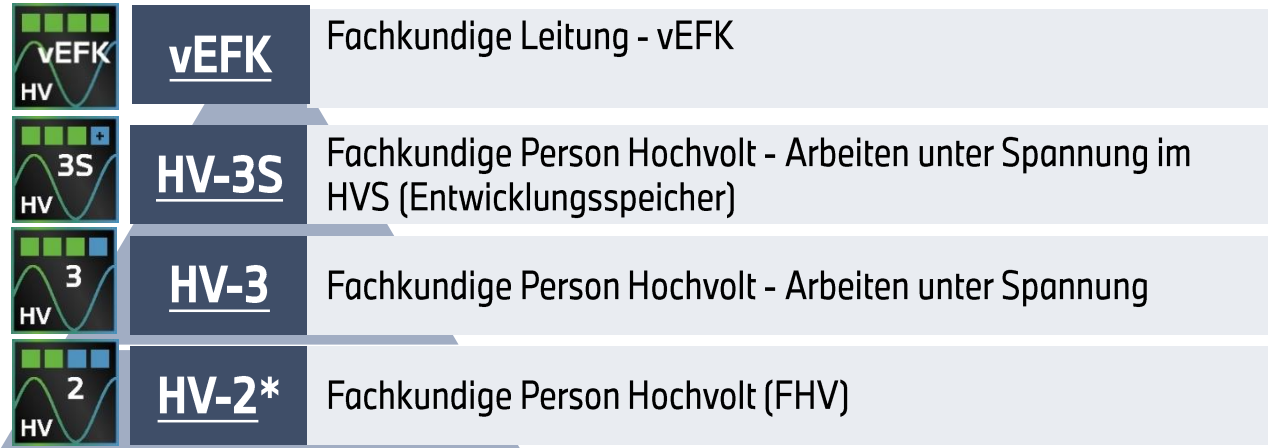 vEFK
HV
vEFK
Fachkundige Leitung - vEFK
+
3S
HV
HV-3S
Fachkundige Person Hochvolt - Arbeiten unter Spannung im
HVS (Entwicklungsspeicher)
3
HV
HV-3
Fachkundige Person Hochvolt - Arbeiten unter Spannung
2
HV
HV-2*
Fachkundige Person Hochvolt (FHV)